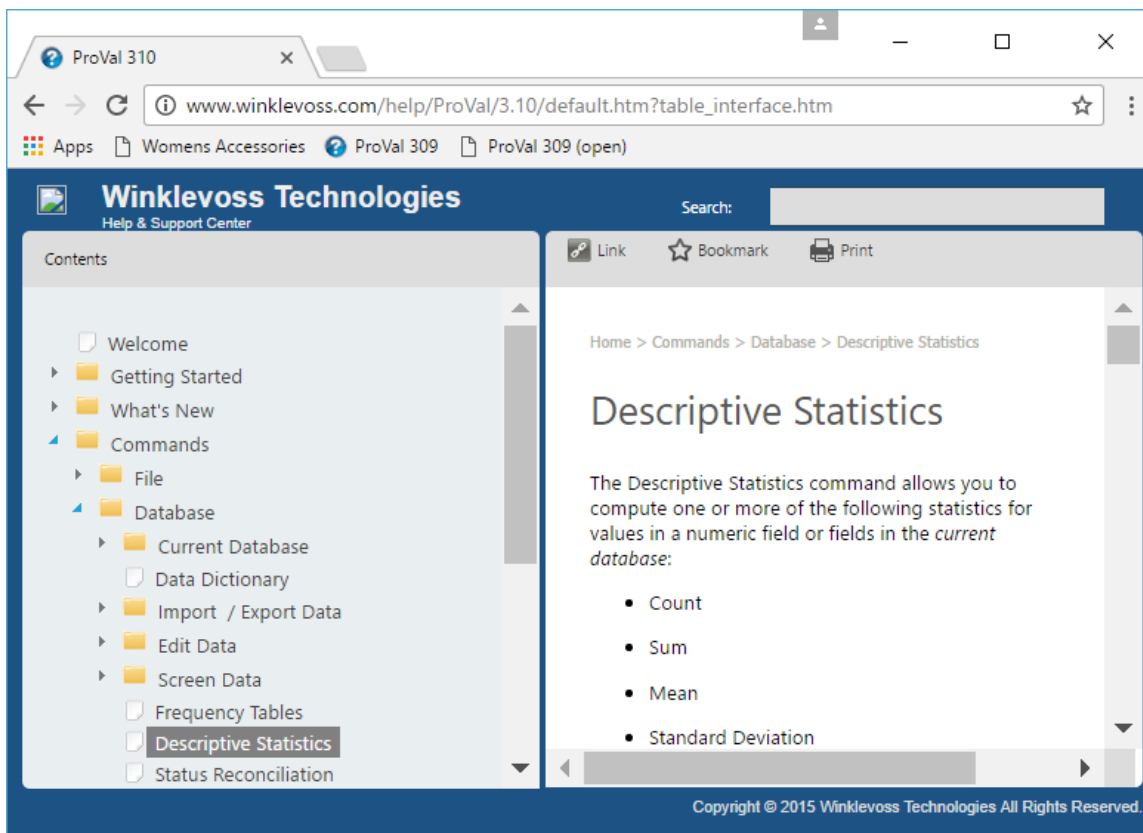 ProVal 310
www.winklevoss.com/help/ProVal/3.10/default.htm?table_interface.htm
Apps Womens Accessories ProVal 309 ProVal 309 (open)
Winklevoss Technologies
Help & Support Center
Search:
Contents
Link Bookmark Print
Welcome
Getting Started
What's New
Commands
File
Database
Current Database
Data Dictionary
Import / Export Data
Edit Data
Screen Data
Frequency Tables
Descriptive Statistics
Status Reconciliation
Home > Commands > Database > Descriptive Statistics
Descriptive Statistics
The Descriptive Statistics command allows you to
compute one or more of the following statistics for
values in a numeric field or fields in the current
database:
• Count
• Sum
• Mean
• Standard Deviation
Copyright © 2015 Winklevoss Technologies All Rights Reserved.